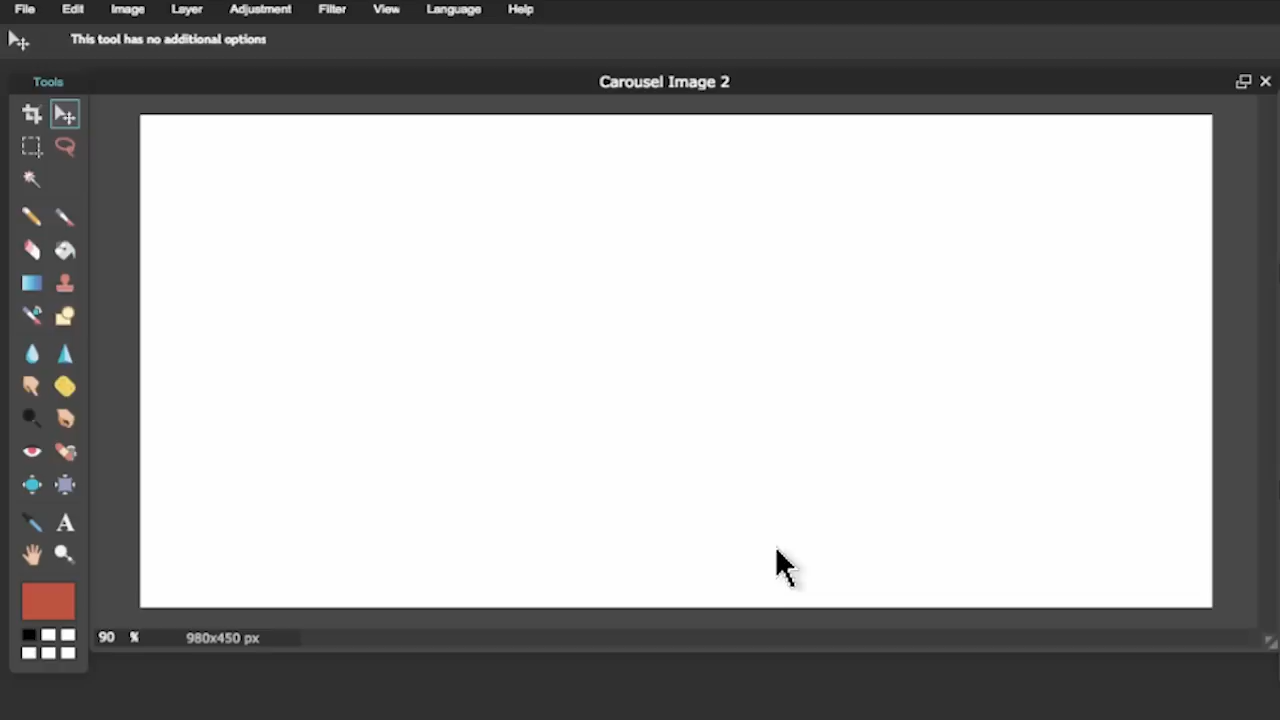 File Edit Image Layer Adjustment Filter View Language Help
This tool has no additional options
Tools
Carousel Image 2
A
90 % 980x450 px